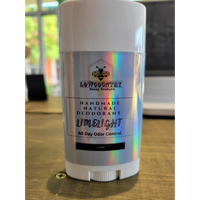 LOWCOUNTRY
HANDMADE
NATURAL
DEODORANT
LIMELIGHT
All Day Odor Control